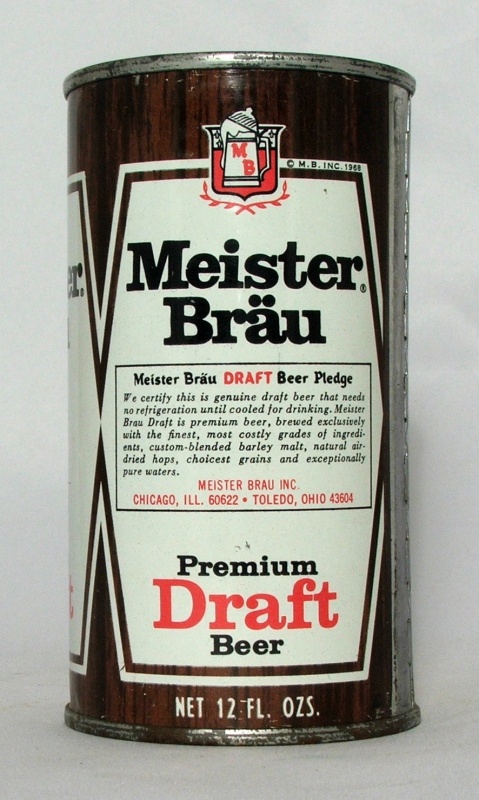 M
B
© M.B. INC. 1968
Meister®
Bräu
Meister Bräu DRAFT Beer Pledge
We certify this is genuine draft beer that needs
no refrigeration until cooled for drinking. Meister
Brau Draft is premium beer, brewed exclusively
with the finest, most costly grades of ingredi-
ents, custom-blended barley malt, natural air-
dried hops, choicest grains and exceptionally
pure waters.
MEISTER BRAU INC.
CHICAGO, ILL. 60622 • TOLEDO, OHIO 43604
Premium
Draft
Beer
NET 12 FL. OZS.